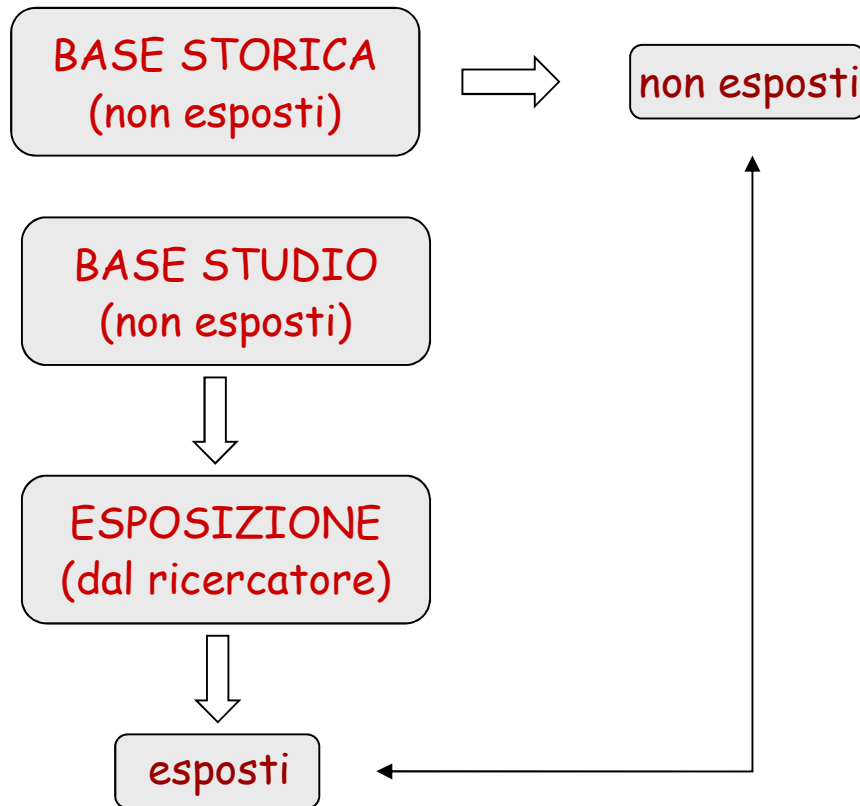 BASE STORICA
(non esposti)
non esposti
BASE STUDIO
(non esposti)
ESPOSIZIONE
(dal ricercatore)
esposti